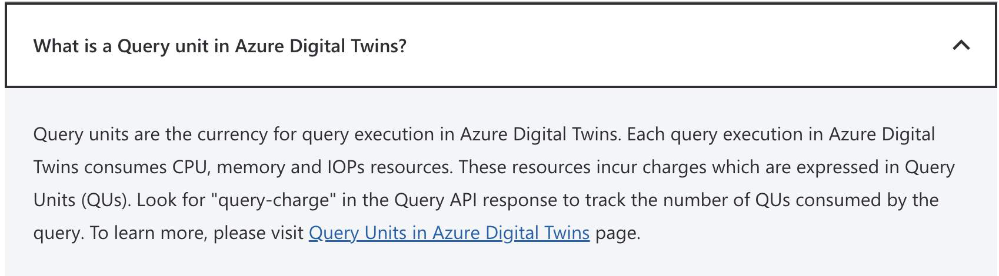 What is a Query unit in Azure Digital Twins?
Query units are the currency for query execution in Azure Digital Twins. Each query execution in Azure Digital
Twins consumes CPU, memory and IOPs resources. These resources incur charges which are expressed in Query
Units (QUs). Look for "query-charge" in the Query API response to track the number of QUs consumed by the
query. To learn more, please visit Query Units in Azure Digital Twins page.